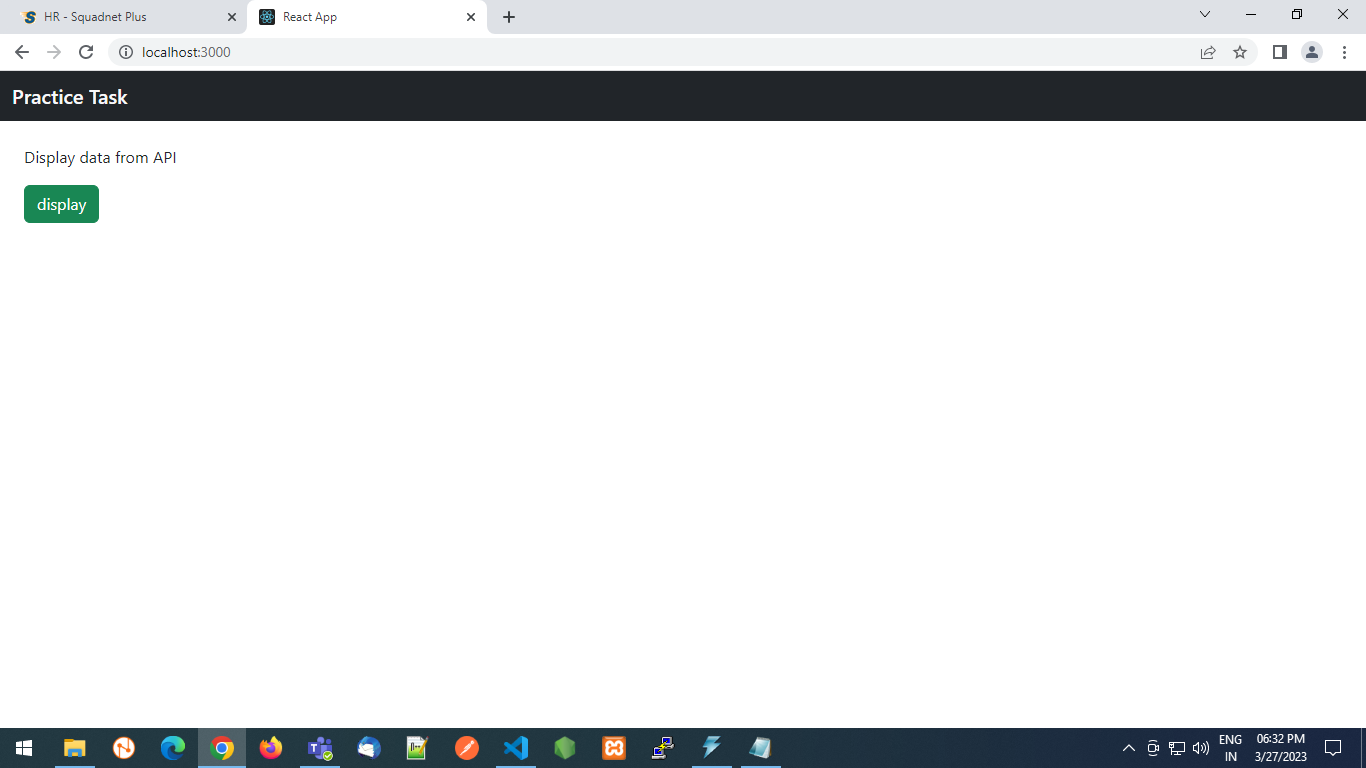 HR - Squadnet Plus
React App
localhost:3000
Practice Task
Display data from API
display
ENG
IN
06:32 PM
3/27/2023